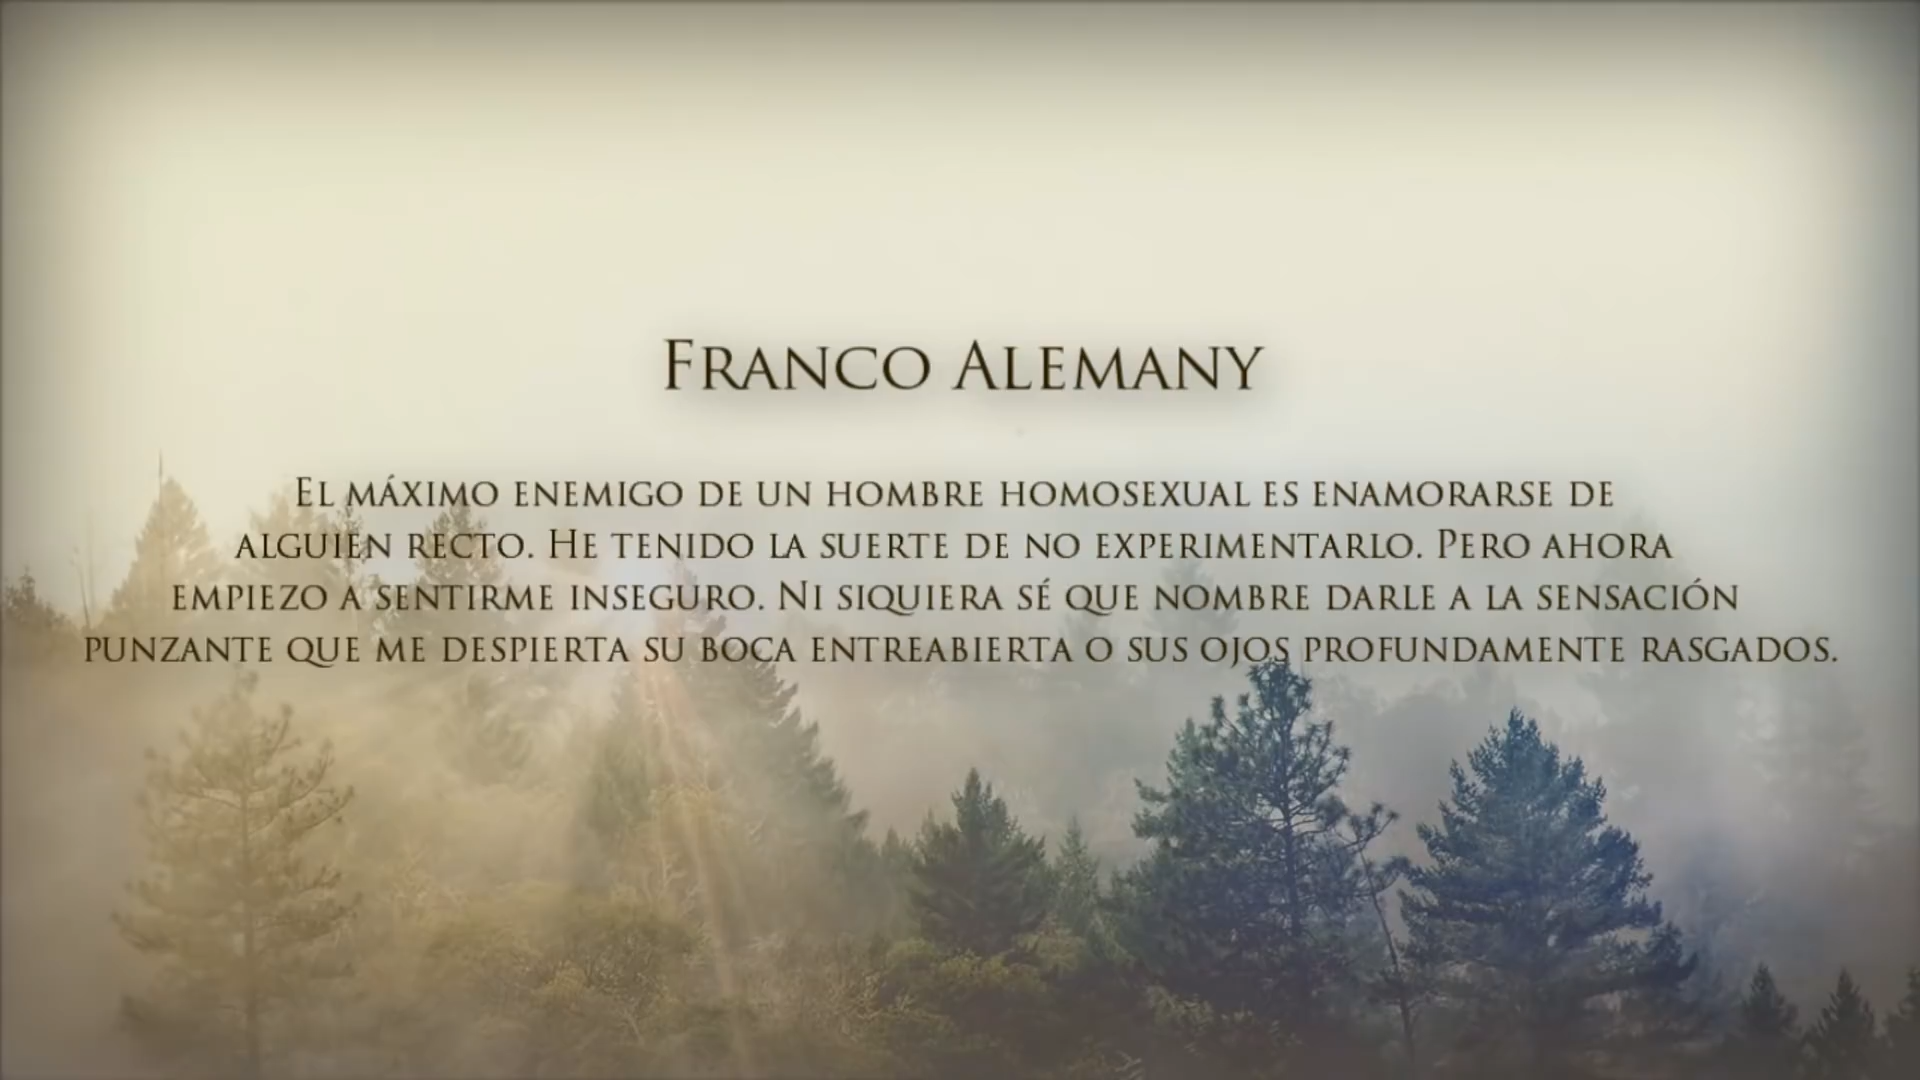 Franco Alemany
El máximo enemigo de un hombre homosexual es enamorarse de
alguien recto. He tenido la suerte de no experimentarlo. Pero ahora
empiezo a sentirme inseguro. Ni siquiera sé que nombre darle a la sensación
punzante que me despierta su boca entreabierta o sus ojos profundamente rasgados.